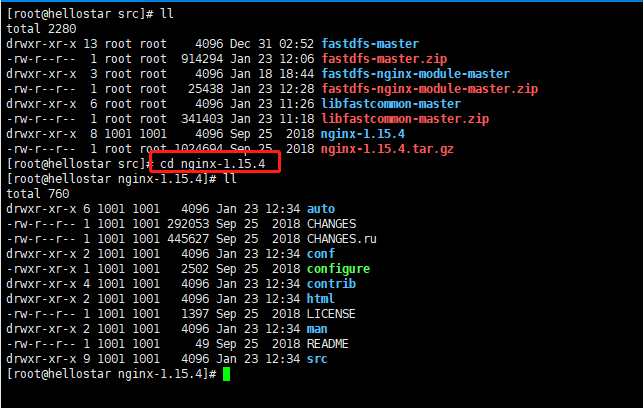 [root@hellostar src]# ll
total 2280
drwxr-xr-x 13 root root    4096 Dec 31 02:52 fastdfs-master
-rw-r--r--  1 root root  914294 Jan 23 12:06 fastdfs-master.zip
drwxr-xr-x  3 root root    4096 Jan 18 18:44 fastdfs-nginx-module-master
-rw-r--r--  1 root root   25438 Jan 23 12:28 fastdfs-nginx-module-master.zip
drwxr-xr-x  6 root root    4096 Jan 23 11:26 libfastcommon-master
-rw-r--r--  1 root root  341403 Jan 23 11:18 libfastcommon-master.zip
drwxr-xr-x  8 1001 1001    4096 Sep 25  2018 nginx-1.15.4
-rw-r--r--  1 root root 1024694 Sep 25  2018 nginx-1.15.4.tar.gz
[root@hellostar src]# cd nginx-1.15.4
[root@hellostar nginx-1.15.4]# ll
total 760
drwxr-xr-x 6 1001 1001   4096 Jan 23 12:34 auto
-rw-r--r-- 1 1001 1001 292053 Sep 25  2018 CHANGES
-rw-r--r-- 1 1001 1001 445627 Sep 25  2018 CHANGES.ru
drwxr-xr-x 2 1001 1001   4096 Jan 23 12:34 conf
-rwxr-xr-x 1 1001 1001   2502 Sep 25  2018 configure
drwxr-xr-x 4 1001 1001   4096 Jan 23 12:34 contrib
drwxr-xr-x 2 1001 1001   4096 Jan 23 12:34 html
-rw-r--r-- 1 1001 1001   1397 Sep 25  2018 LICENSE
drwxr-xr-x 2 1001 1001   4096 Jan 23 12:34 man
-rw-r--r-- 1 1001 1001     49 Sep 25  2018 README
drwxr-xr-x 9 1001 1001   4096 Jan 23 12:34 src
[root@hellostar nginx-1.15.4]#